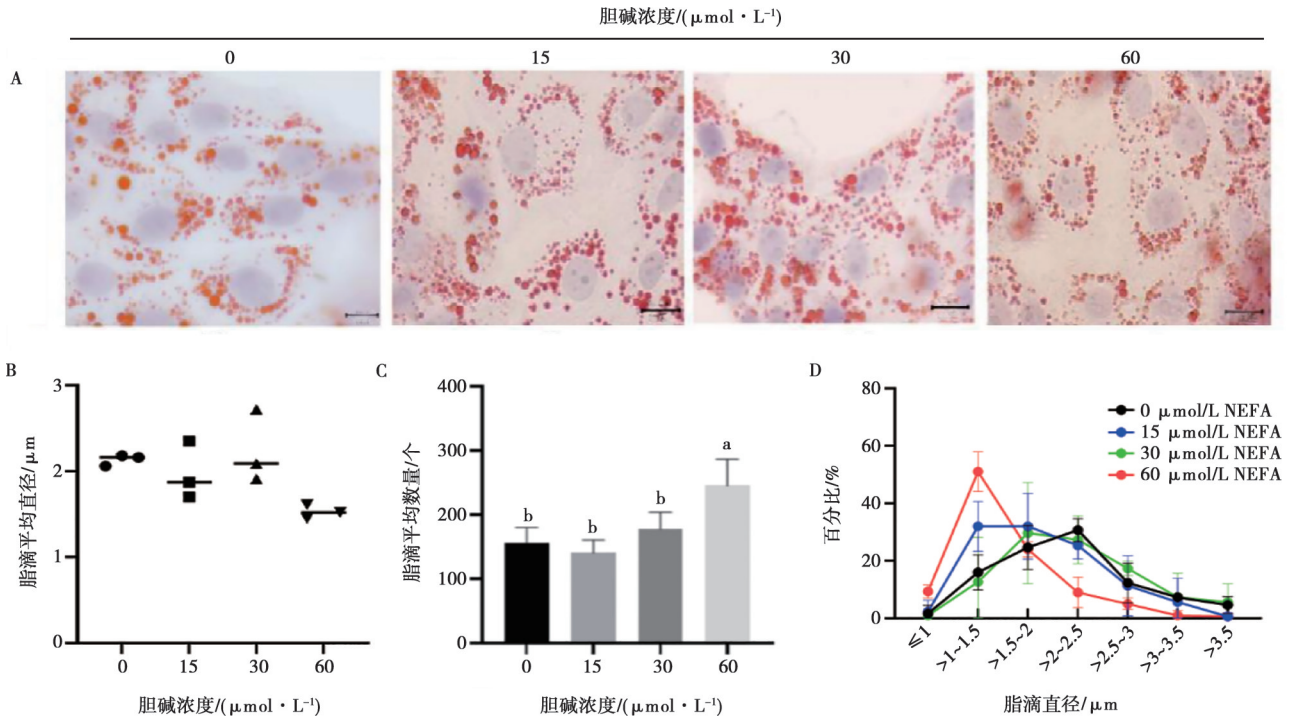 胆碱浓度/(μmol·L⁻¹)
0 15 30 60
A
B
3
2
1
0
脂滴平均直径/μm
0 15 30 60
胆碱浓度/(μmol·L⁻¹)
C
400
300
200
100
0
脂滴平均数量/个
b b b a
0 15 30 60
胆碱浓度/(μmol·L⁻¹)
D
80
60
40
20
0
百分比/%
0 μmol/L NEFA
15 μmol/L NEFA
30 μmol/L NEFA
60 μmol/L NEFA
≤1 >1~1.5 >1.5~2 >2~2.5 >2.5~3 >3~3.5 >3.5
脂滴直径/μm